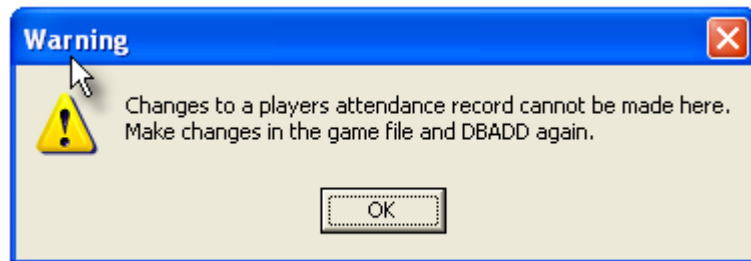 Warning
Changes to a players attendance record cannot be made here.
Make changes in the game file and DBADD again.
OK